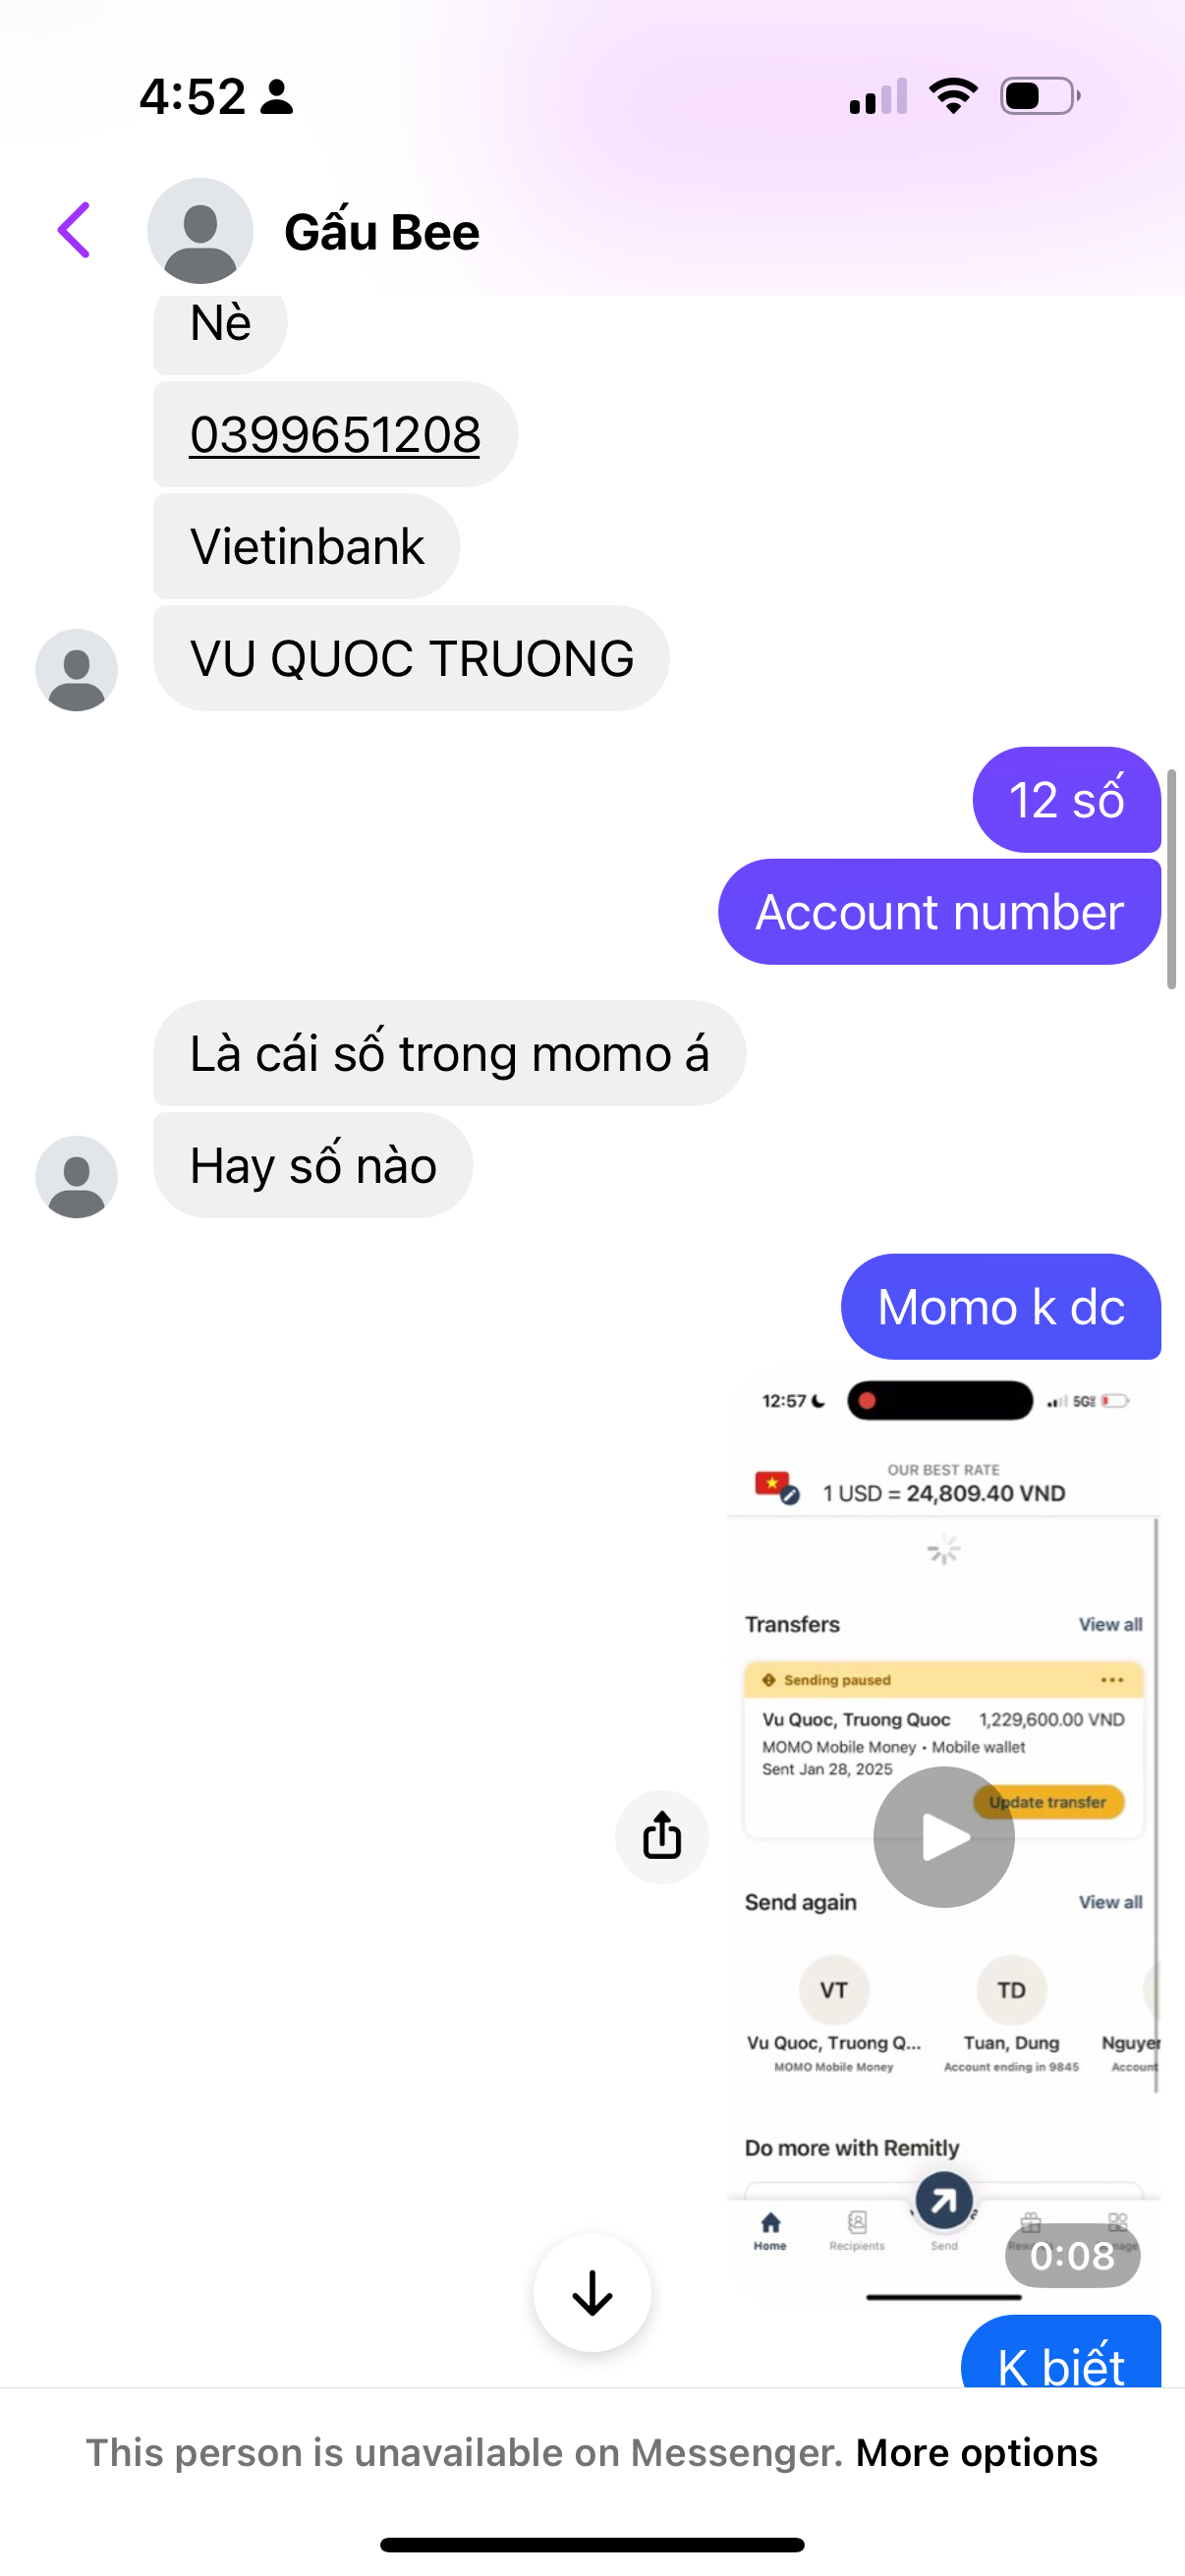 4:52
Gấu Bee
Nè
0399651208
Vietinbank
VU QUOC TRUONG
12 số
Account number
Là cái số trong momo á
Hay số nào
Momo k dc
12:57
5G
OUR BEST RATE
1 USD = 24,809.40 VND
Transfers
View all
Sending paused
Vu Quoc, Truong Quoc
1,229,600.00 VND
MOMO Mobile Money • Mobile wallet
Sent Jan 28, 2025
Update transfer
Send again
View all
VT
TD
Vu Quoc, Truong Q...
Tuan, Dung
Nguyen
MOMO Mobile Money
Account ending in 9845
Account
Do more with Remitly
Home
Recipients
Send
0:08
K biết
This person is unavailable on Messenger. More options